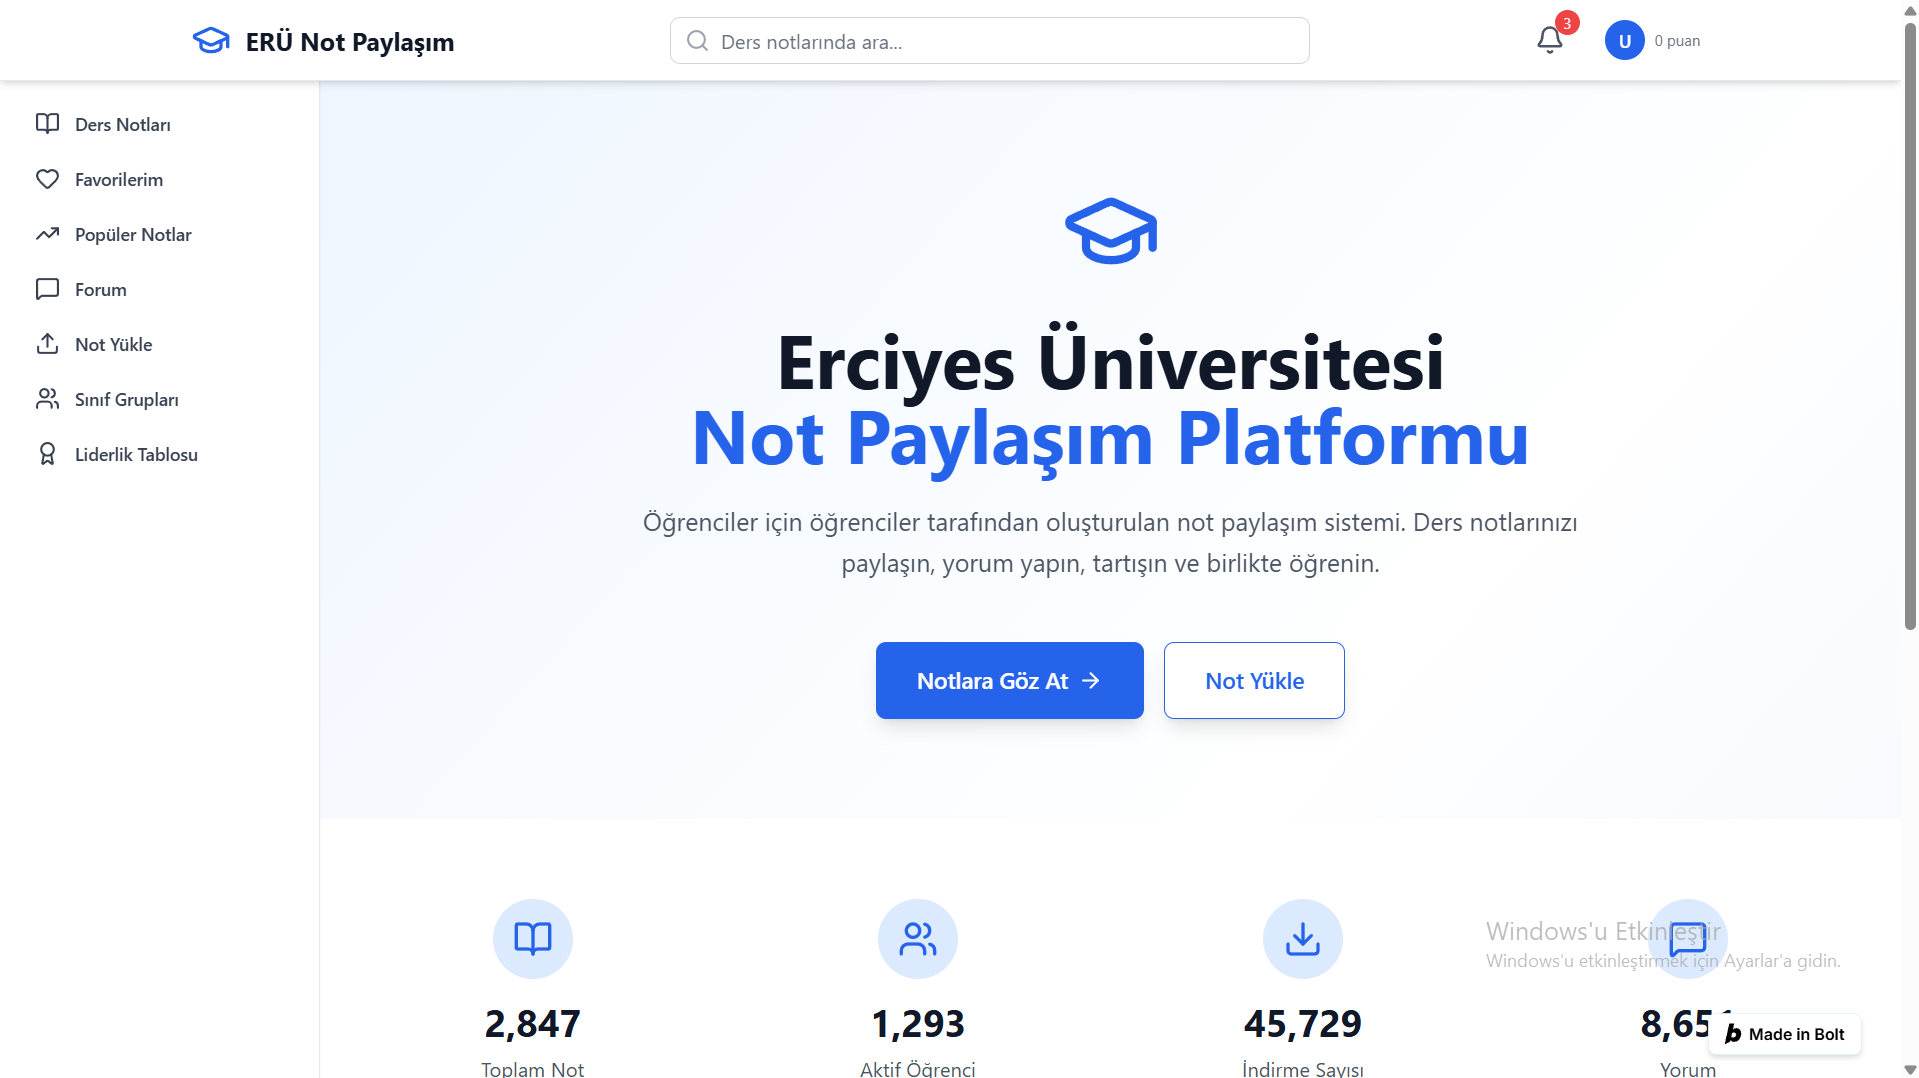 ERÜ Not Paylaşım
Ders notlarında ara...
3
U
0 puan
Ders Notları
Favorilerim
Popüler Notlar
Forum
Not Yükle
Sınıf Grupları
Liderlik Tablosu
Erciyes Üniversitesi
Not Paylaşım Platformu
Öğrenciler için öğrenciler tarafından oluşturulan not paylaşım sistemi. Ders notlarınızı
paylaşın, yorum yapın, tartışın ve birlikte öğrenin.
Notlara Göz At
Not Yükle
2,847
Toplam Not
1,293
Aktif Öğrenci
45,729
İndirme Sayısı
Yorum
Windows'u Etkinleştir
Windows'u etkinleştirmek için Ayarlar'a gidin.
b Made in Bolt